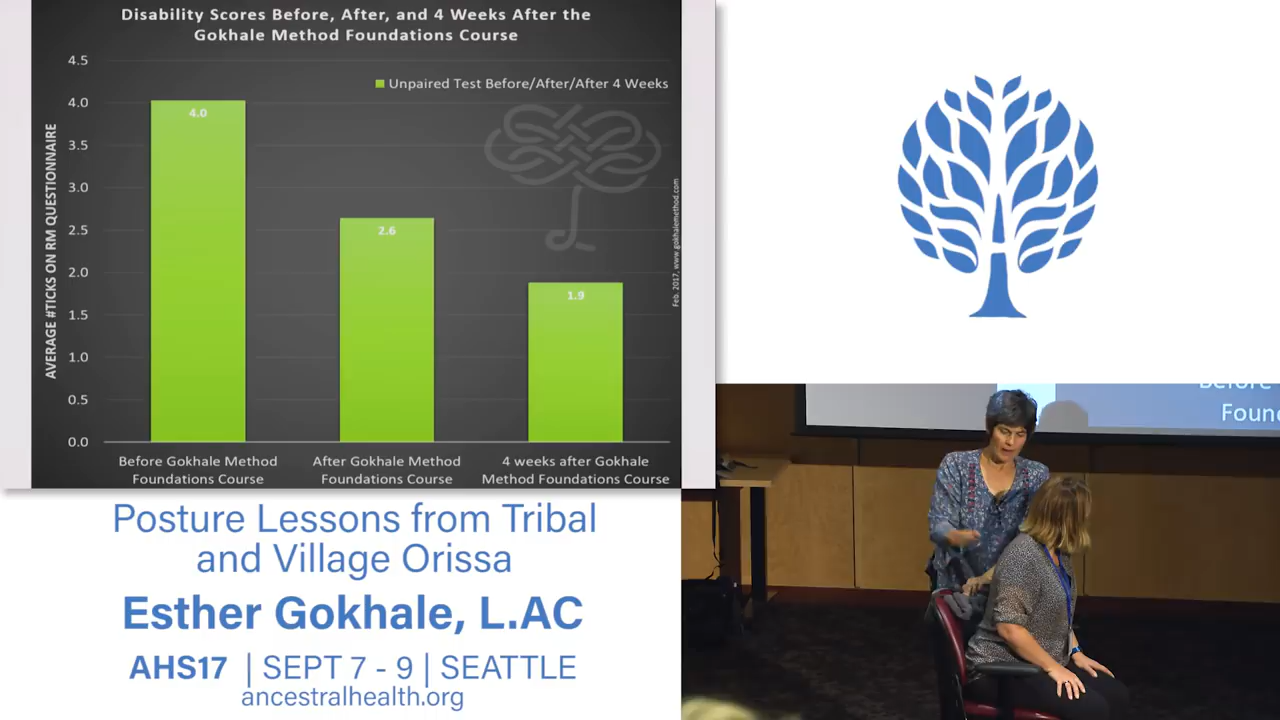 Disability Scores Before, After, and 4 Weeks After the
Gokhale Method Foundations Course
4.5
4.0
3.5
3.0
2.5
2.0
1.5
1.0
0.5
0.0
AVERAGE #TICKS ON RM QUESTIONNAIRE
Unpaired Test Before/After/After 4 Weeks
4.0
2.6
1.9
Feb. 2017, www.gokhalemethod.com
Before Gokhale Method
Foundations Course
After Gokhale Method
Foundations Course
4 weeks after Gokhale
Method Foundations Course
Posture Lessons from Tribal
and Village Orissa
Esther Gokhale, L.AC
AHS17 | SEPT 7 - 9 | SEATTLE
ancestralhealth.org
Before
Foun